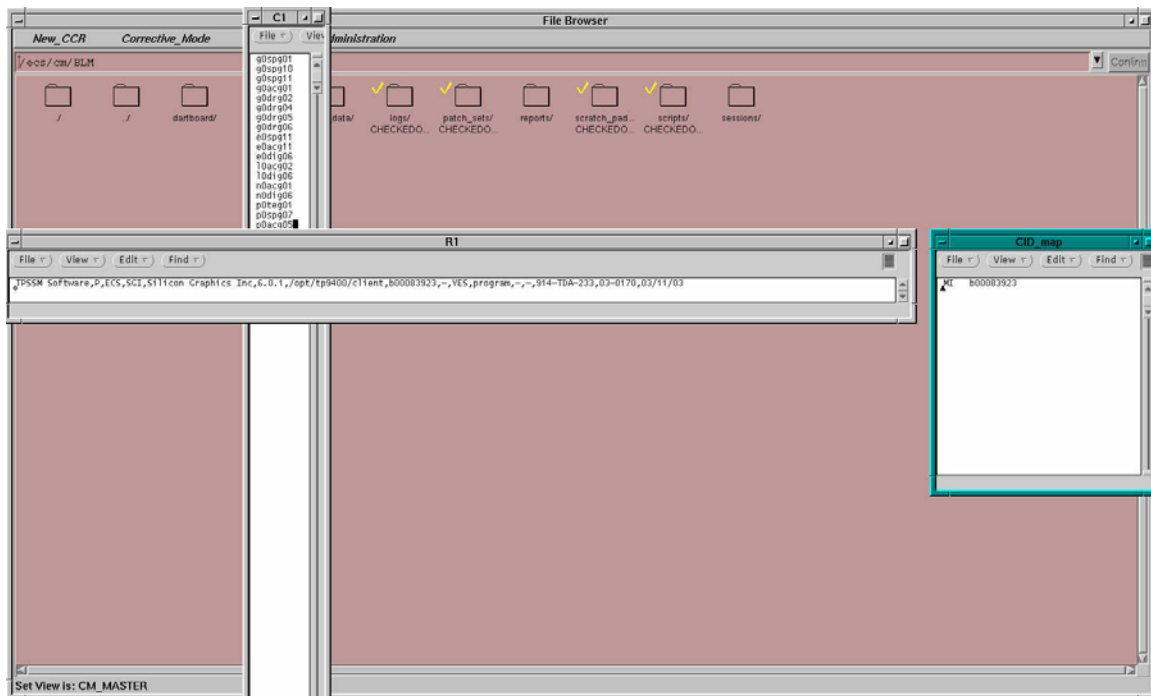 File Browser
New_CCR Corrective_Mode
/ecs/cm/BLM
Confirm
/
../
dartboard/
logs/
CHECKEDO...
patch_sets/
CHECKEDO...
reports/
scratch_pad...
CHECKEDO...
scripts/
CHECKEDO...
sessions/
C1
File
g0spg01
g0spg10
g0spg11
g0acg01
g0drg02
g0drg04
g0drg05
g0drg06
e0spg11
e0acg11
e0dig06
l0acg02
l0dig06
n0acg01
n0dig06
p0teg01
p0spg07
p0acg05
R1
File View Edit Find
TPSSM Software,P,ECS,SGI,Silicon Graphics Inc,6.0.1,/opt/tp9400/client,b00083923,-,YES,program,-,-,914-TDA-233,03-0170,03/11/03
CID_map
File View Edit Find
MI b00083923
Set View is: CM_MASTER